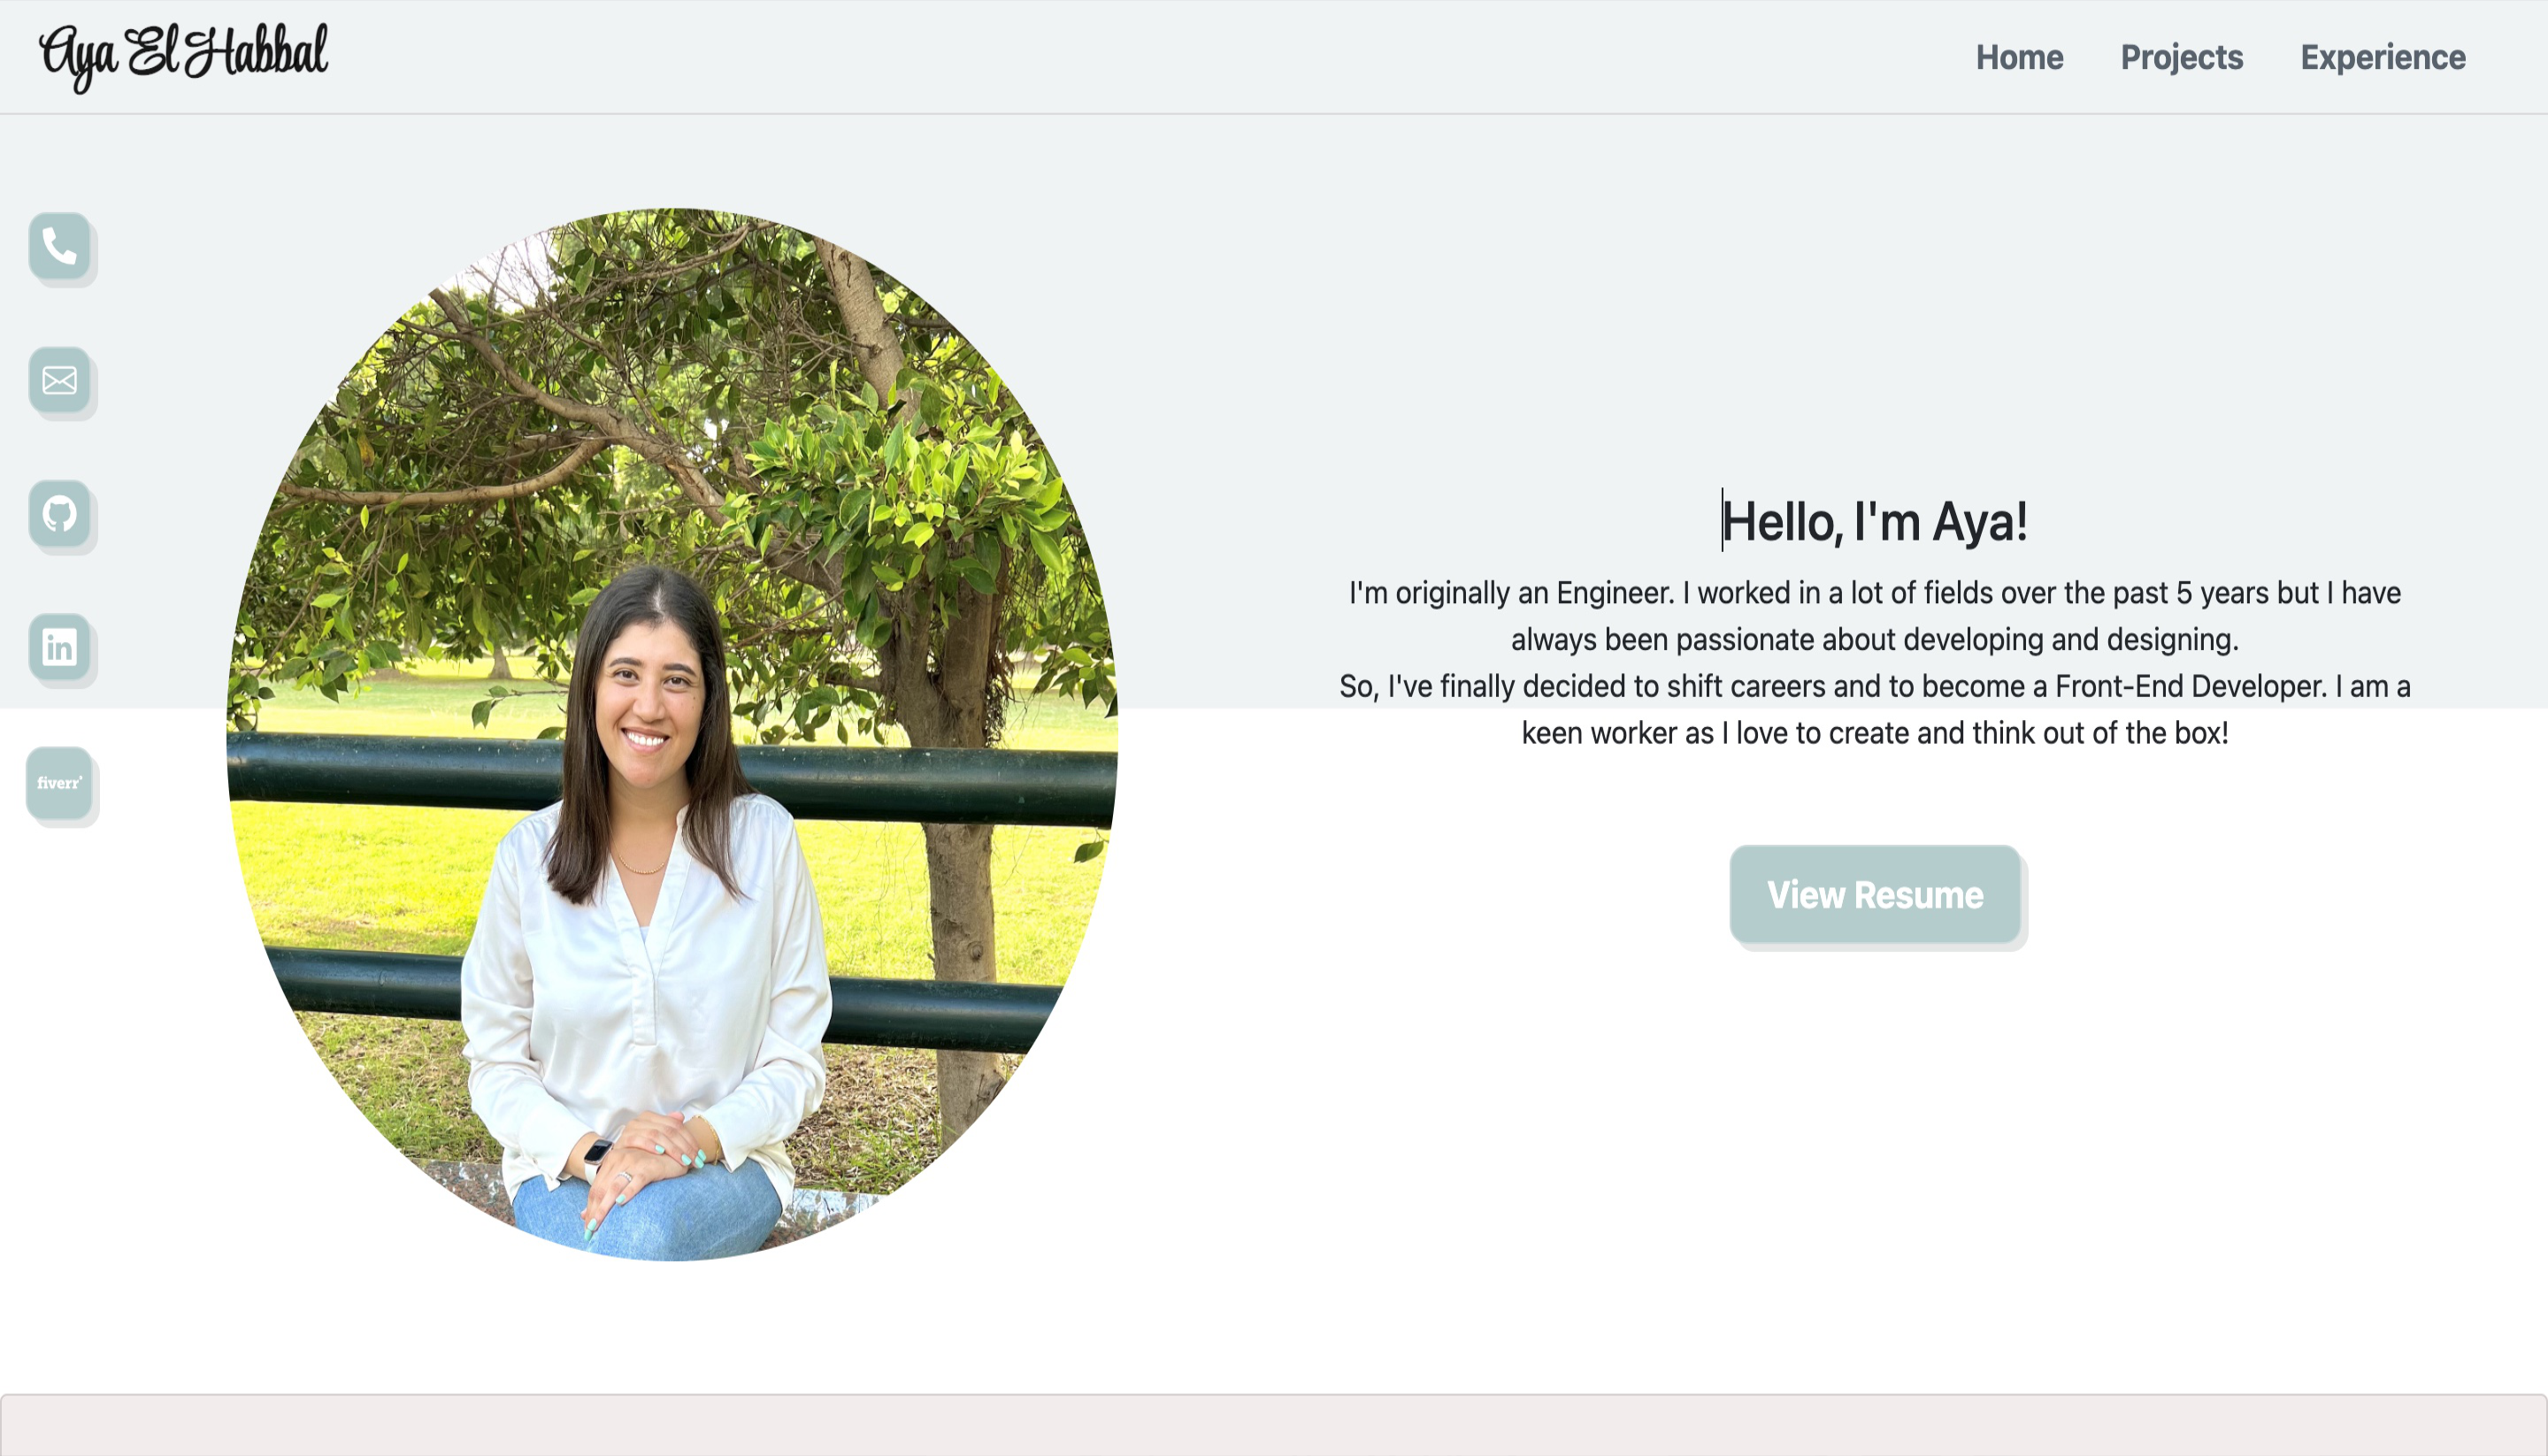 Aya El Habbal
Home Projects Experience
Hello, I'm Aya!
I'm originally an Engineer. I worked in a lot of fields over the past 5 years but I have
always been passionate about developing and designing.
So, I've finally decided to shift careers and to become a Front-End Developer. I am a
keen worker as I love to create and think out of the box!
View Resume
in
fiverr